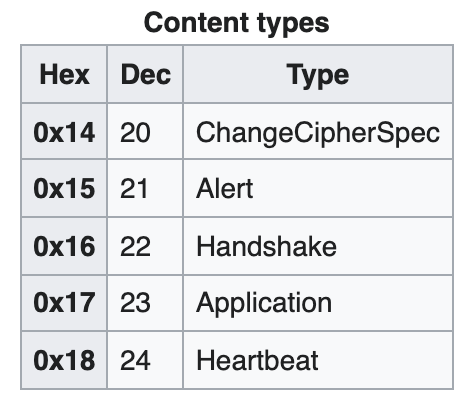 Content types
Hex Dec Type
0x14 20 ChangeCipherSpec
0x15 21 Alert
0x16 22 Handshake
0x17 23 Application
0x18 24 Heartbeat